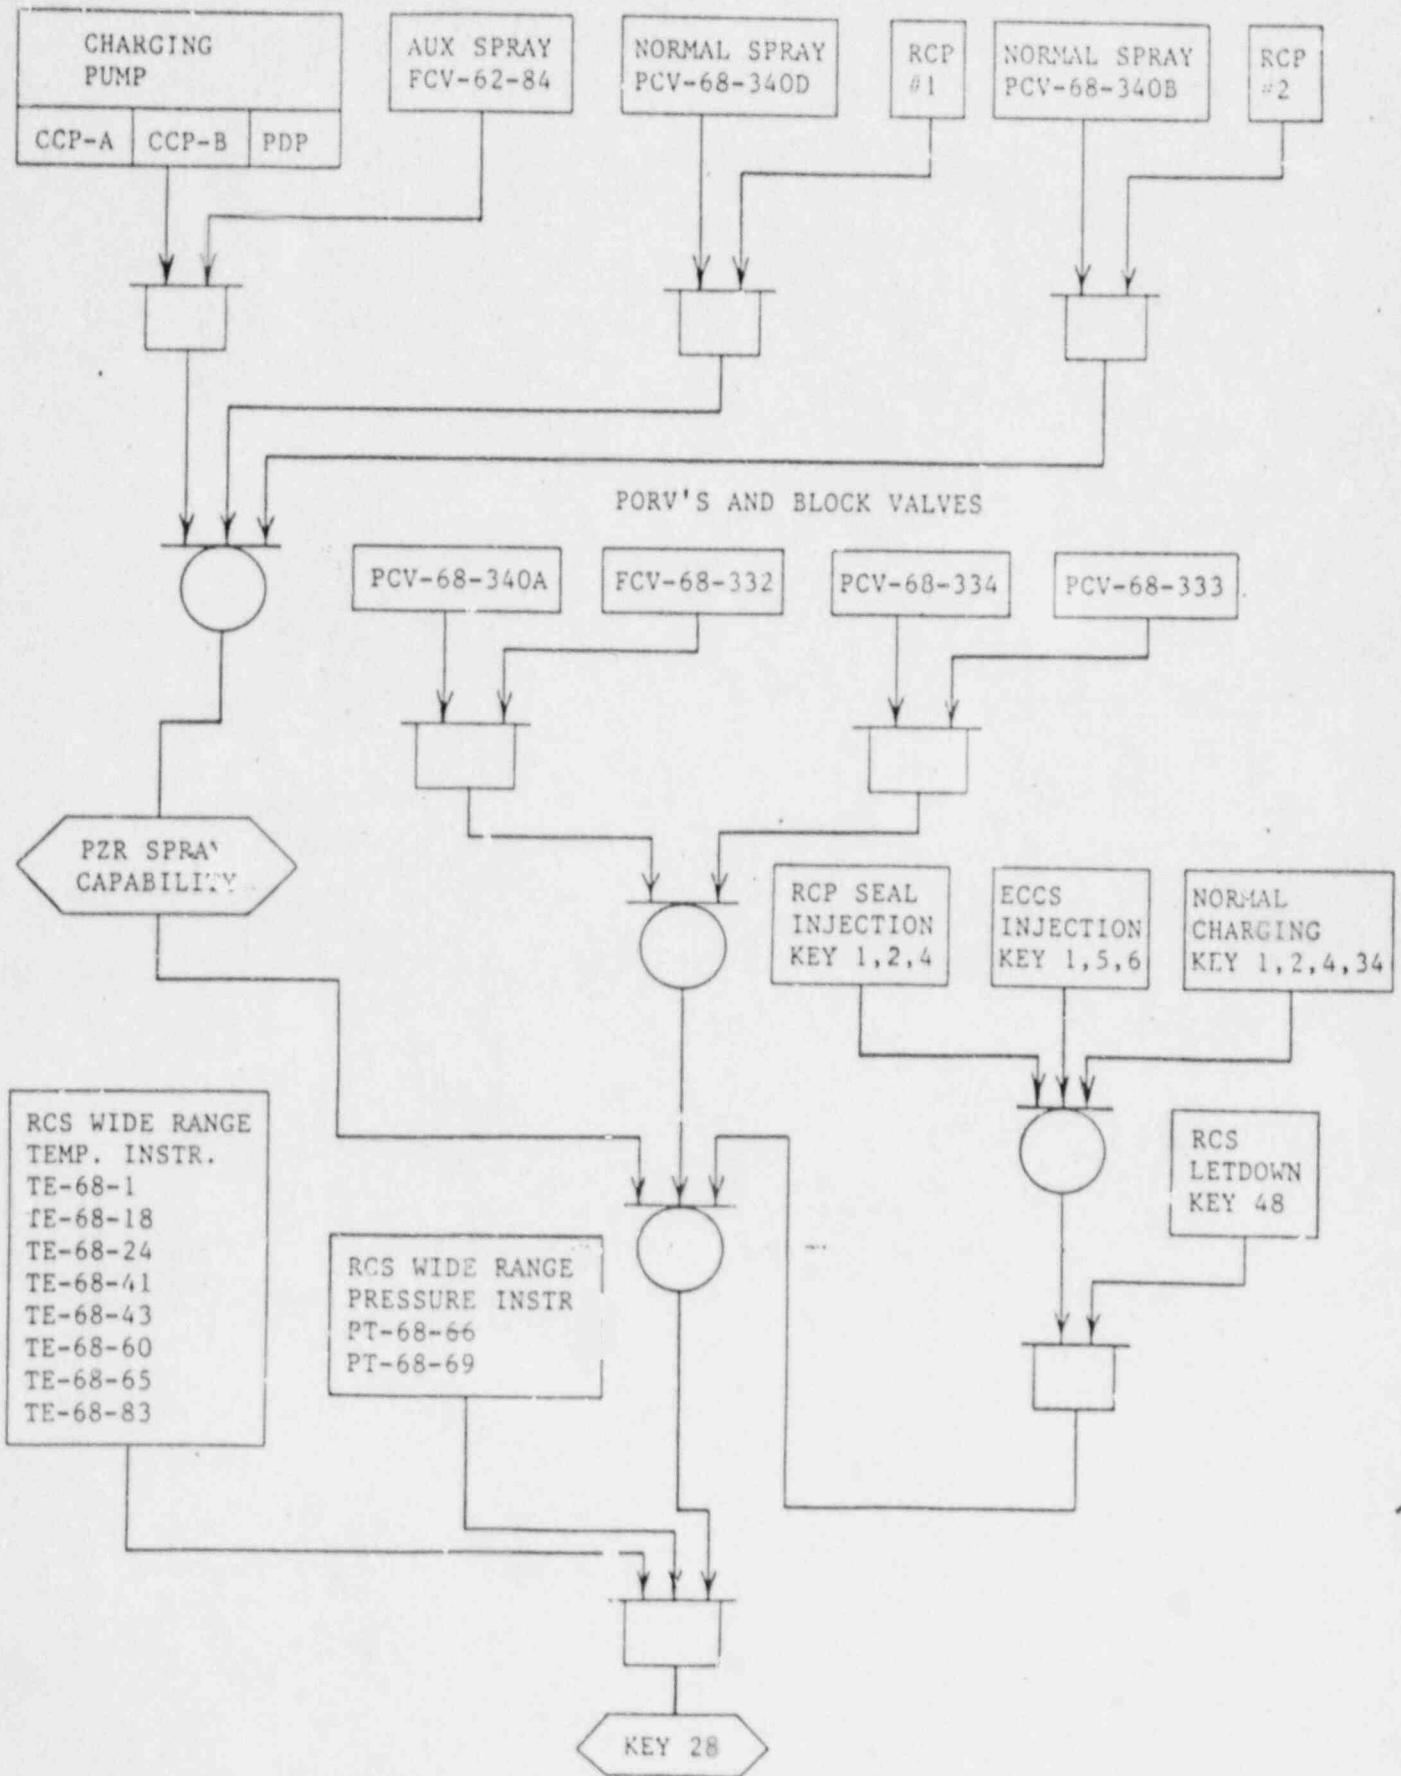 CHARGING
PUMP
CCP-A CCP-B PDP
AUX SPRAY
FCV-62-84
NORMAL SPRAY
PCV-68-340D
RCP
#1
NORMAL SPRAY
PCV-68-340B
RCP
#2
PORV'S AND BLOCK VALVES
PCV-68-340A
FCV-68-332
PCV-68-334
PCV-68-333
PZR SPRAY
CAPABILITY
RCP SEAL
INJECTION
KEY 1,2,4
ECCS
INJECTION
KEY 1,5,6
NORMAL
CHARGING
KEY 1,2,4,34
RCS WIDE RANGE
TEMP. INSTR.
TE-68-1
TE-68-18
TE-68-24
TE-68-41
TE-68-43
TE-68-60
TE-68-65
TE-68-83
RCS WIDE RANGE
PRESSURE INSTR
PT-68-66
PT-68-69
RCS
LETDOWN
KEY 48
KEY 28